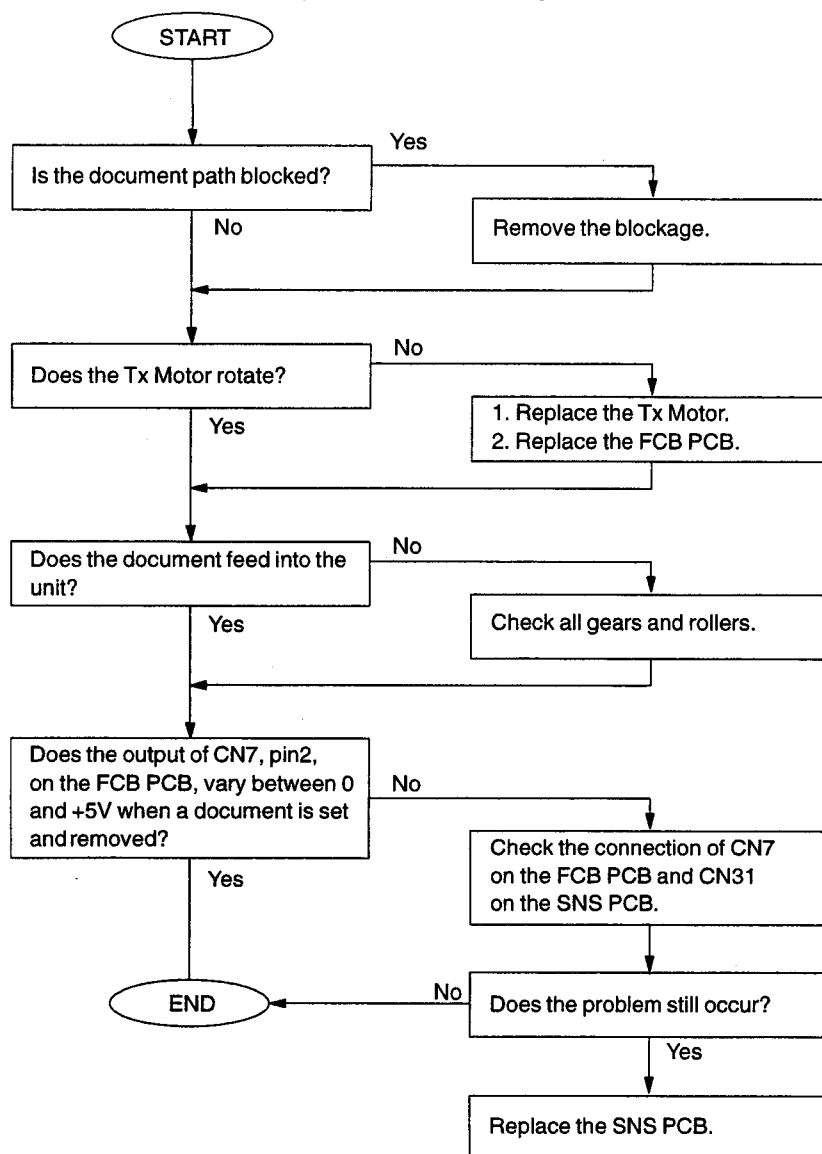 START
Is the document path blocked?
Yes
No
Remove the blockage.
Does the Tx Motor rotate?
No
Yes
1. Replace the Tx Motor.
2. Replace the FCB PCB.
Does the document feed into the
unit?
No
Yes
Check all gears and rollers.
Does the output of CN7, pin2,
on the FCB PCB, vary between 0
and +5V when a document is set
and removed?
No
Yes
Check the connection of CN7
on the FCB PCB and CN31
on the SNS PCB.
END
No
Does the problem still occur?
Yes
Replace the SNS PCB.